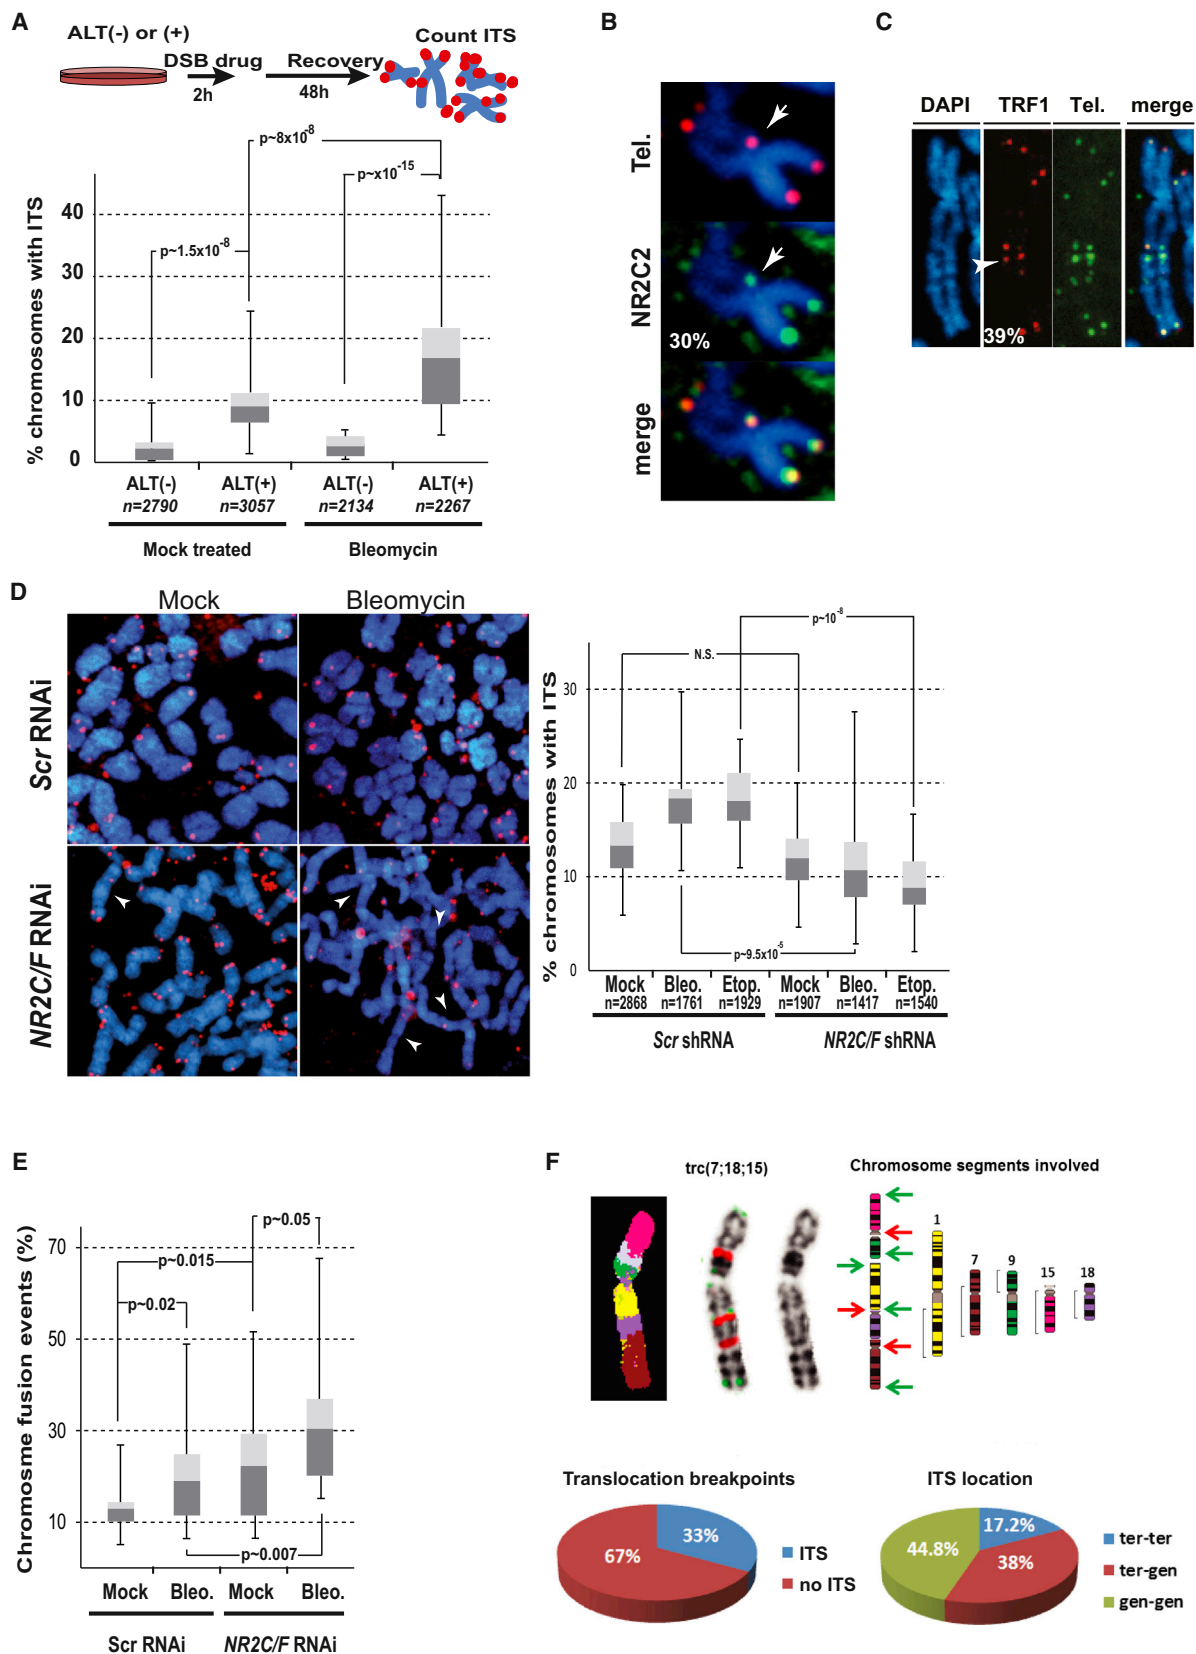 A
ALT(-) or (+)
DSB drug
2h
Recovery
48h
Count ITS
p~8x10-8
p~x10-15
p~1.5x10-8
% chromosomes with ITS
40
30
20
10
0
ALT(-)
n=2790
ALT(+)
n=3057
ALT(-)
n=2134
ALT(+)
n=2267
Mock treated
Bleomycin
B
Tel.
NR2C2
30%
merge
C
DAPI
TRF1
Tel.
merge
39%
D
Mock
Bleomycin
Scr RNAi
NR2C/F RNAi
% chromosomes with ITS
30
20
10
0
p~10-8
N.S.
p~9.5x10-5
Mock
n=2868
Bleo.
n=1761
Etop.
n=1929
Mock
n=1907
Bleo.
n=1417
Etop.
n=1540
Scr shRNA
NR2C/F shRNA
E
Chromosme fusion events (%)
70
50
30
10
p~0.05
p~0.015
p~0.02
p~0.007
Mock
Bleo.
Mock
Bleo.
Scr RNAi
NR2C/F RNAi
F
trc(7;18;15)
Chromosome segments involved
1
7
9
15
18
Translocation breakpoints
33%
67%
ITS
no ITS
ITS location
17.2%
38%
44.8%
ter-ter
ter-gen
gen-gen